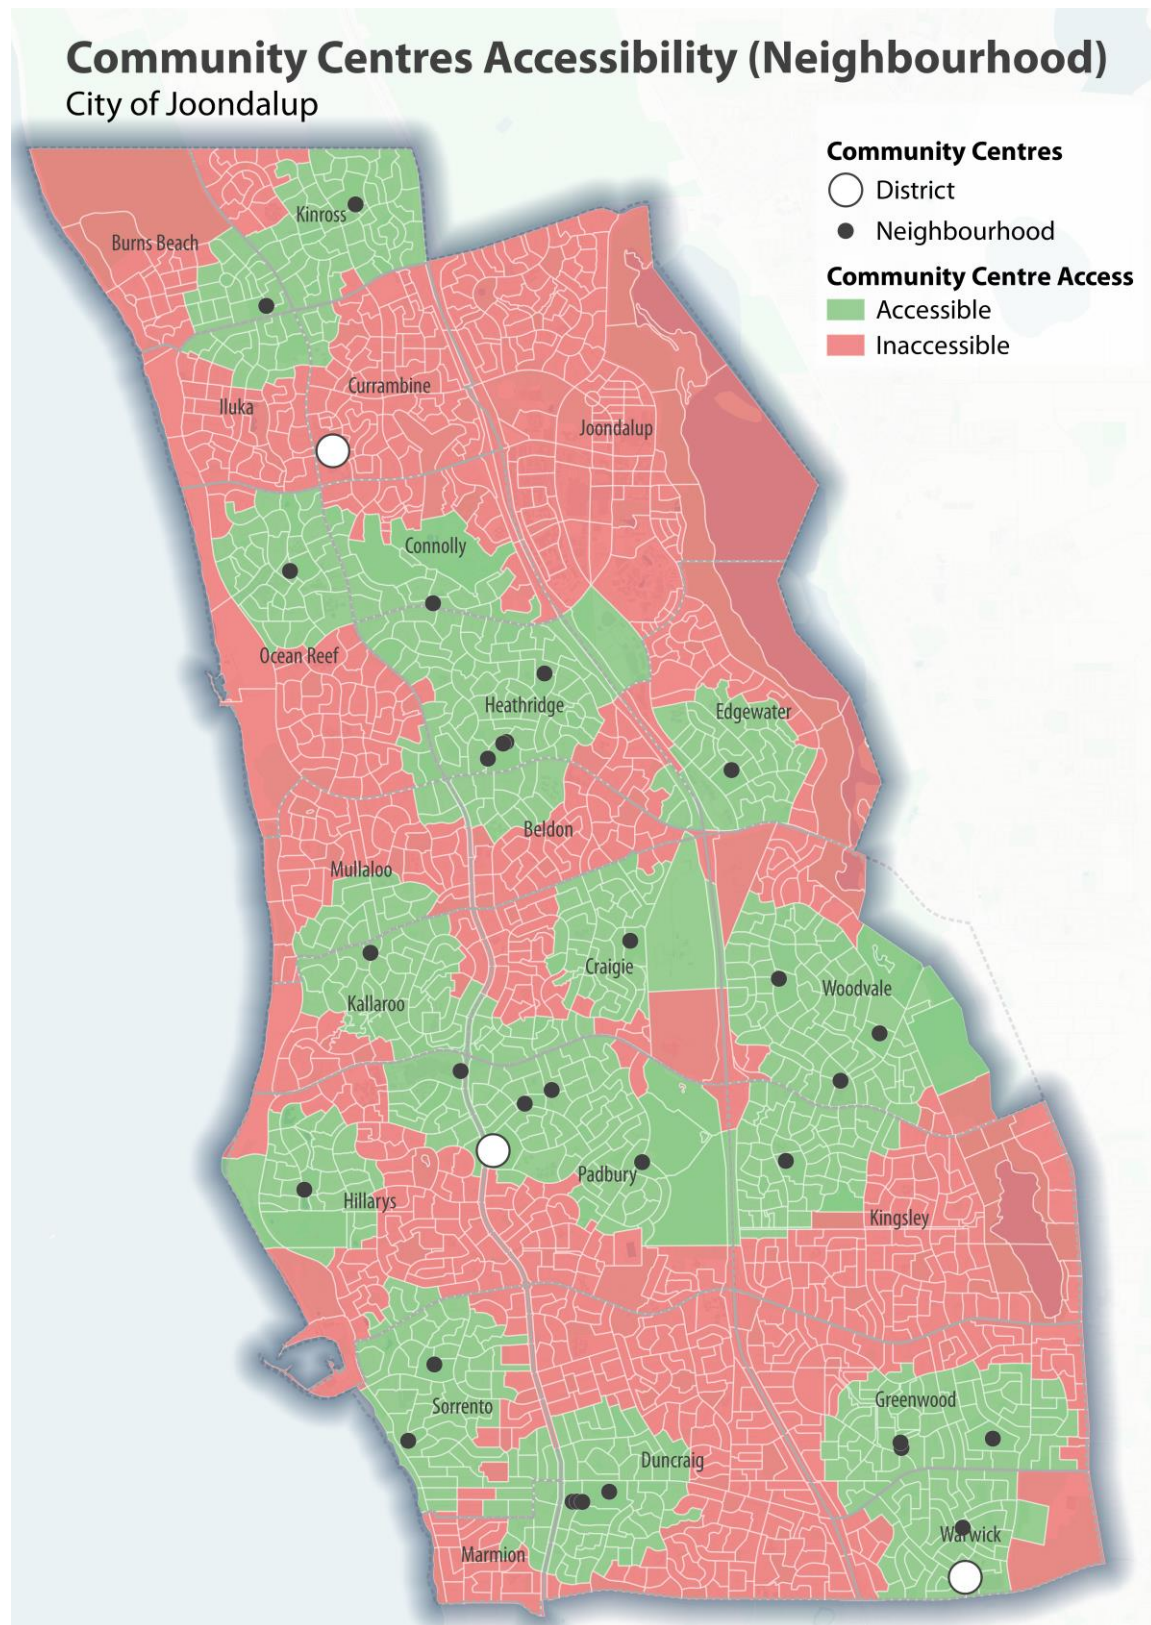 Community Centres Accessibility (Neighbourhood)
City of Joondalup
Community Centres
District
Neighbourhood
Community Centre Access
Accessible
Inaccessible
Kinross
Burns Beach
Currambine
Iluka
Joondalup
Connolly
Ocean Reef
Heathridge
Edgewater
Beldon
Mullaloo
Craigie
Woodvale
Kallaroo
Padbury
Hillarys
Kingsley
Greenwood
Sorrento
Duncraig
Warwick
Marmion